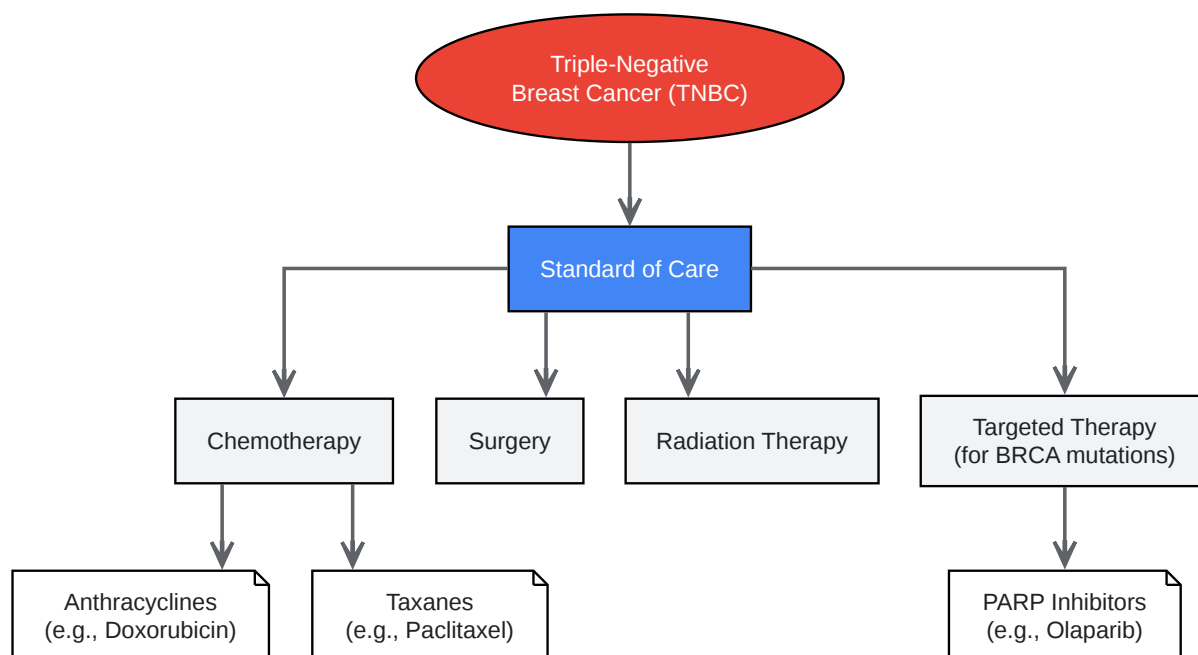 Triple-Negative
Breast Cancer (TNBC)
Standard of Care
Chemotherapy
Surgery
Radiation Therapy
Targeted Therapy
(for BRCA mutations)
Anthracyclines
(e.g., Doxorubicin)
Taxanes
(e.g., Paclitaxel)
PARP Inhibitors
(e.g., Olaparib)